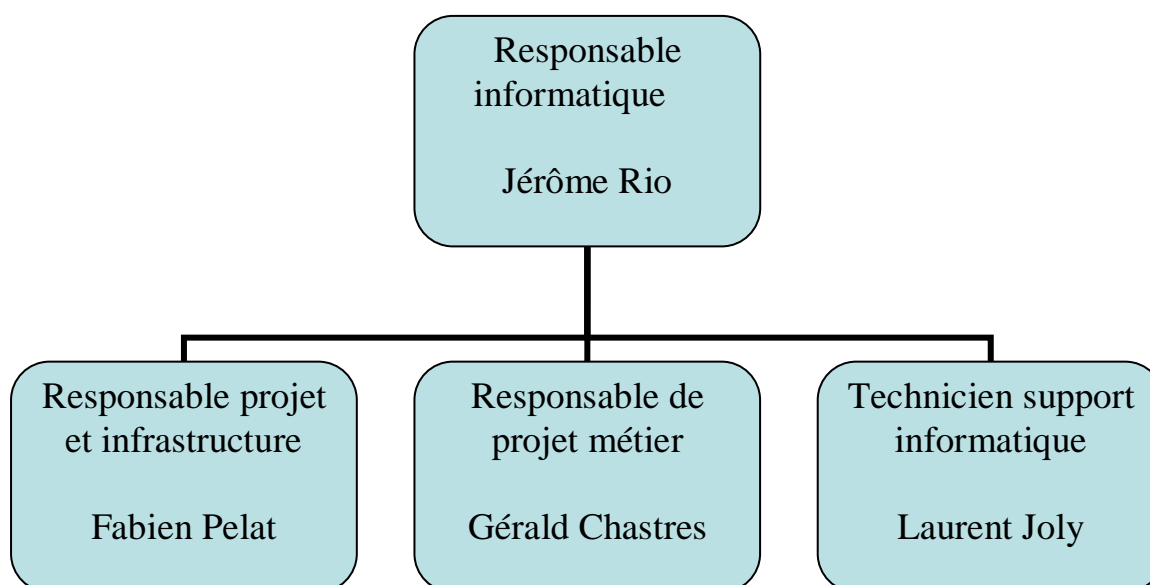 Responsable
informatique
Jérôme Rio
Responsable projet
et infrastructure
Fabien Pelat
Responsable de
projet métier
Gérald Chastres
Technicien support
informatique
Laurent Joly